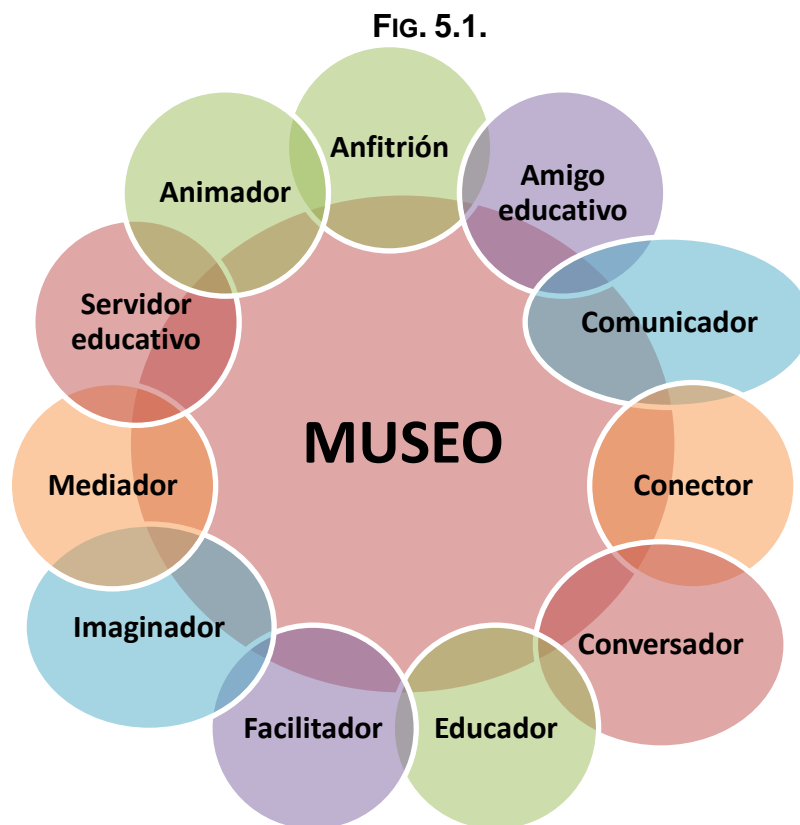 FIG. 5.1.
Anfitrión
Amigo
educativo
Comunicador
Conector
Conversador
Educador
Facilitador
Imaginador
Mediador
Servidor
educativo
Animador
MUSEO